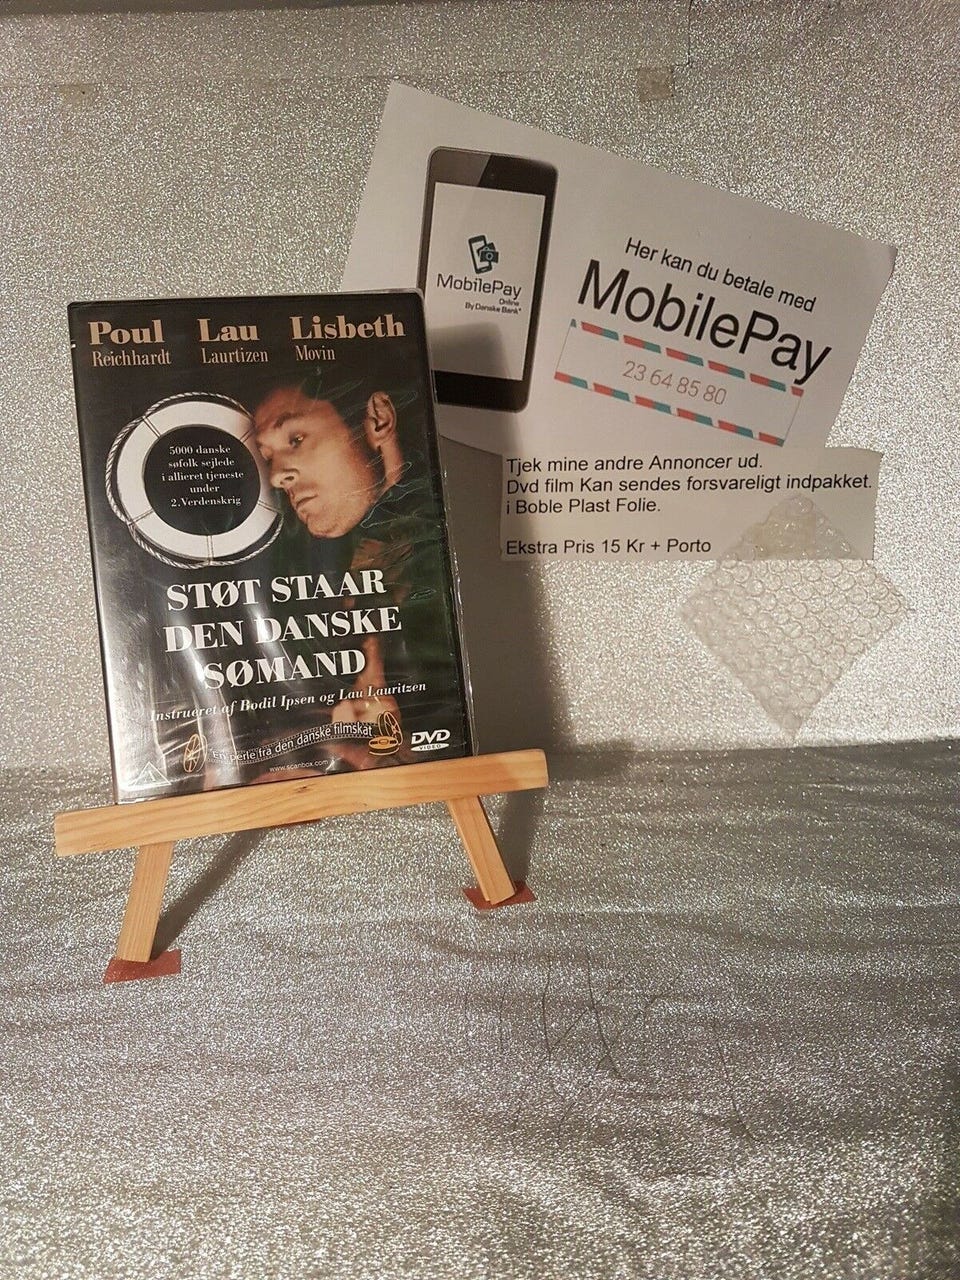 Poul Lau Lisbeth
Reichhardt Laurtizen Movin
5000 danske
søfolk sejlede
i allieret tjeneste
under
2.Verdenskrig
STØT STAAR
DEN DANSKE
SØMAND
Instrueret af Bodil Ipsen og Lau Lauritzen
En perle fra den danske filmskat
DVD
VIDEO
www.scanbox.com
MobilePay
Online
By Danske Bank
Her kan du betale med
MobilePay
23 64 85 80
Tjek mine andre Annoncer ud.
Dvd film Kan sendes forsvareligt indpakket.
i Boble Plast Folie.
Ekstra Pris 15 Kr + Porto